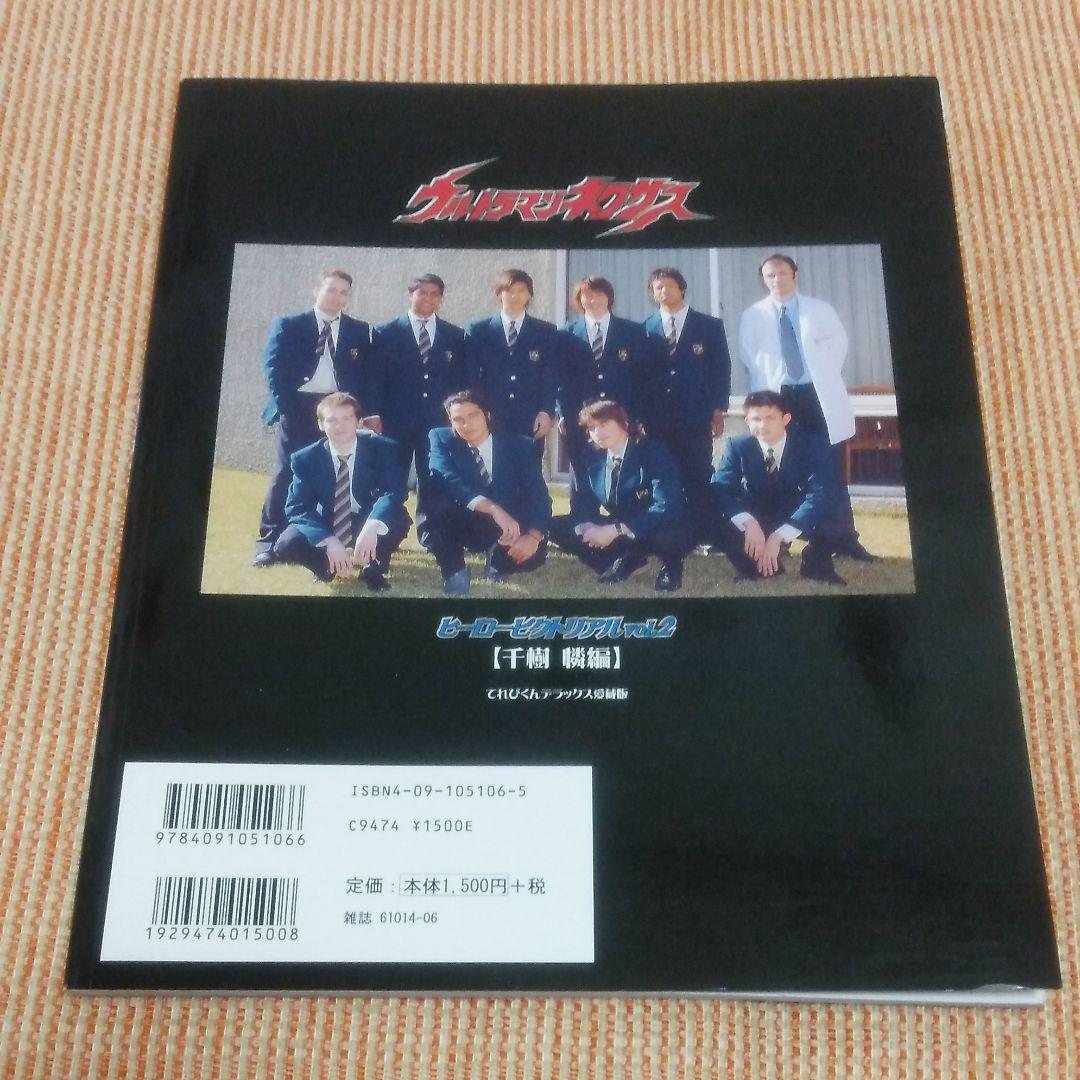 ウルトラマンネクサス
ヒーローピクトリアル vol.2
【千樹 憐編】
てれびくんデラックス愛蔵版
ISBN4-09-105106-5
C9474 ¥1500E
9784091051066
定価：本体1,500円＋税
雑誌 61014-06
1929474015008